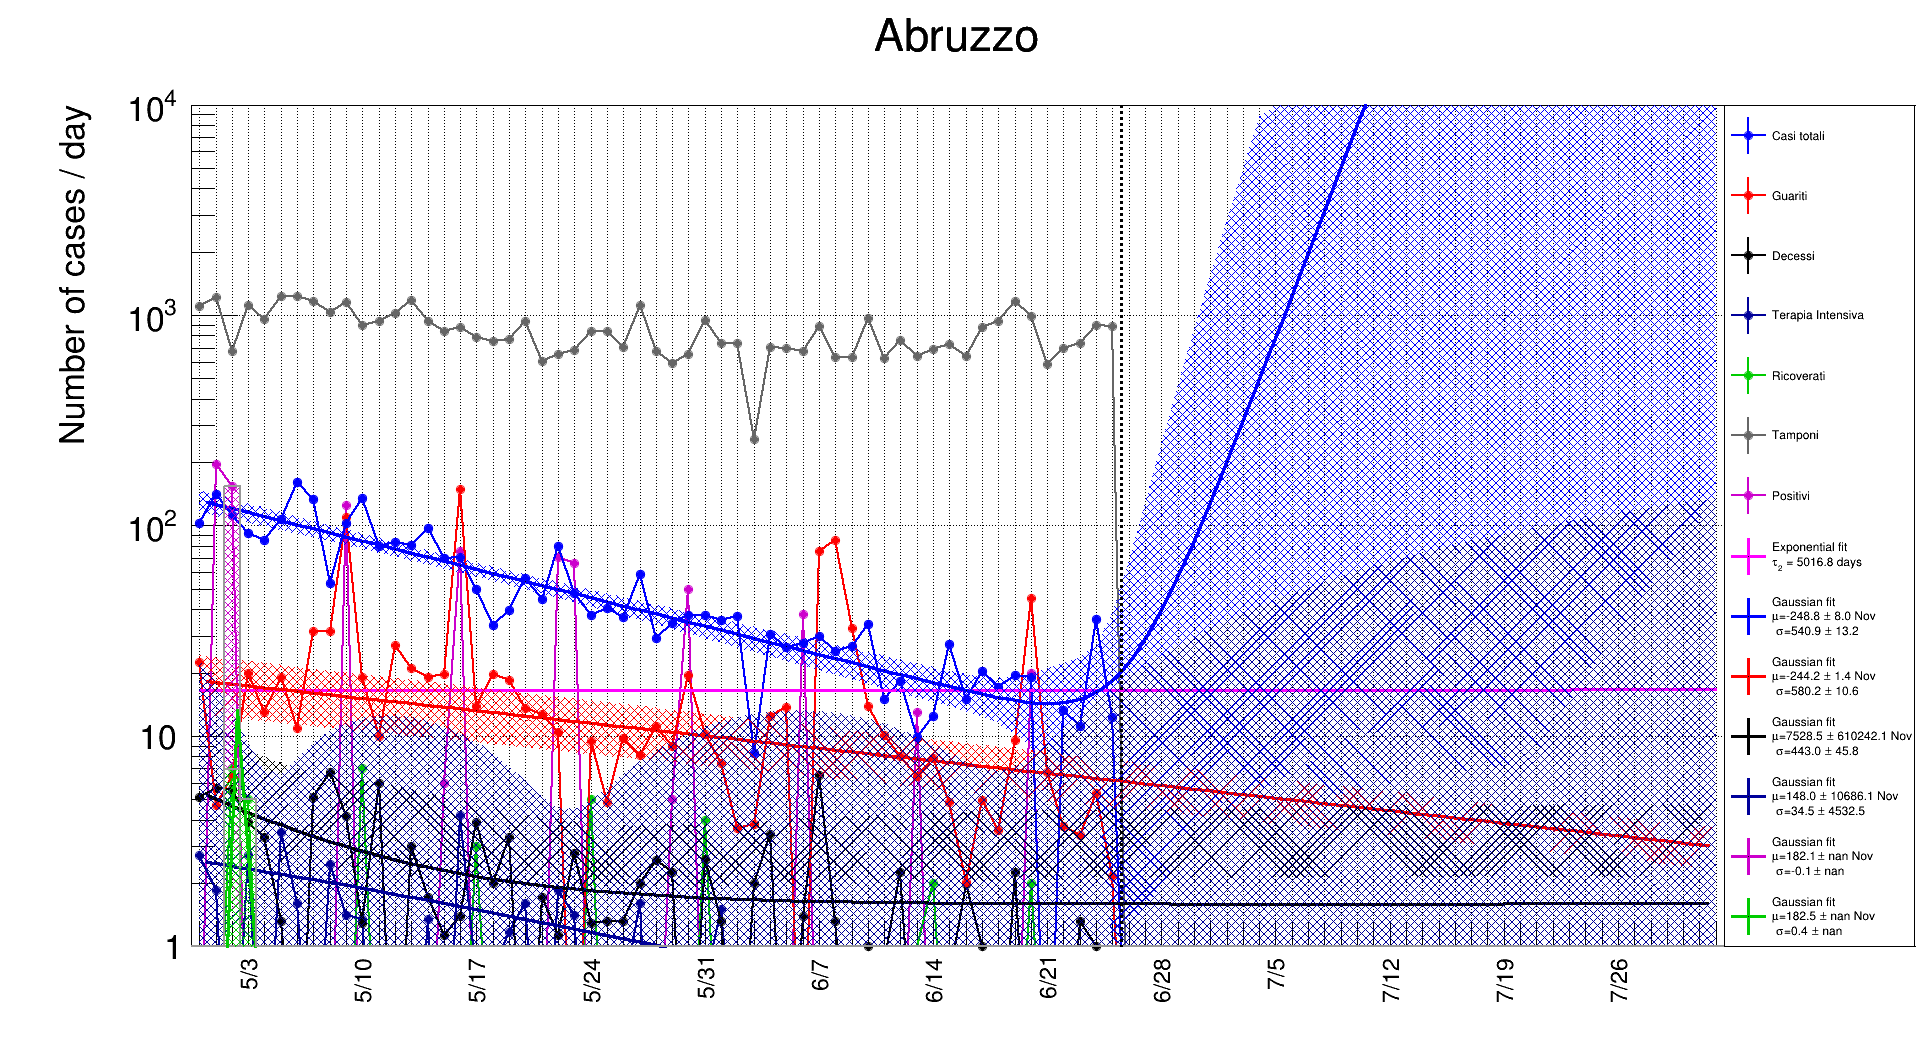 Abruzzo
Number of cases / day
10^4
10^3
10^2
10
1
5/3
5/10
5/17
5/24
5/31
6/7
6/14
6/21
6/28
7/5
7/12
7/19
7/26
Casi totali
Guariti
Decessi
Terapia Intensiva
Ricoverati
Tamponi
Positivi
Exponential fit
τ₂ = 5016.8 days
Gaussian fit
μ=-248.8 ± 8.0 Nov
σ=540.9 ± 13.2
Gaussian fit
μ=-244.2 ± 1.4 Nov
σ=580.2 ± 10.6
Gaussian fit
μ=7528.5 ± 610242.1 Nov
σ=443.0 ± 45.8
Gaussian fit
μ=148.0 ± 10686.1 Nov
σ=34.5 ± 4532.5
Gaussian fit
μ=182.1 ± nan Nov
σ=-0.1 ± nan
Gaussian fit
μ=182.5 ± nan Nov
σ=0.4 ± nan